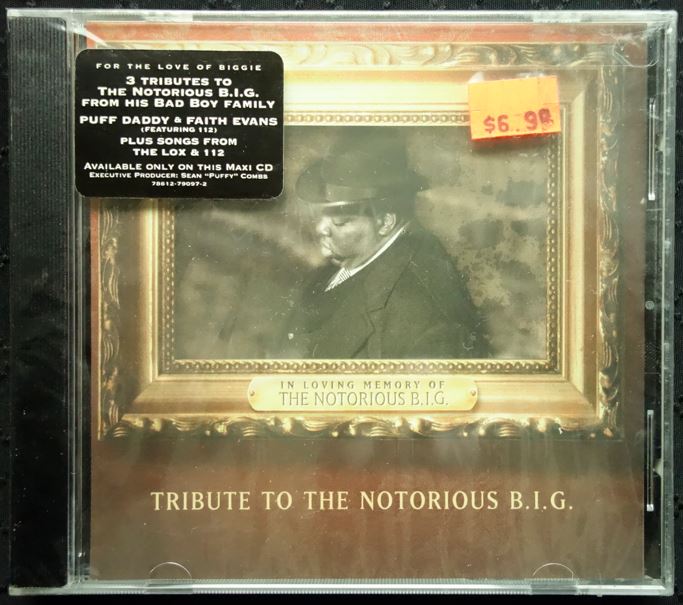 FOR THE LOVE OF BIGGIE
3 TRIBUTES TO
THE NOTORIOUS B.I.G.
FROM HIS BAD BOY FAMILY
PUFF DADDY & FAITH EVANS
(FEATURING 112)
PLUS SONGS FROM
THE LOX & 112
AVAILABLE ONLY ON THIS MAXI CD
EXECUTIVE PRODUCER: SEAN "PUFFY" COMBS
78612-79097-2
$6.99
IN LOVING MEMORY OF
THE NOTORIOUS B.I.G.
TRIBUTE TO THE NOTORIOUS B.I.G.